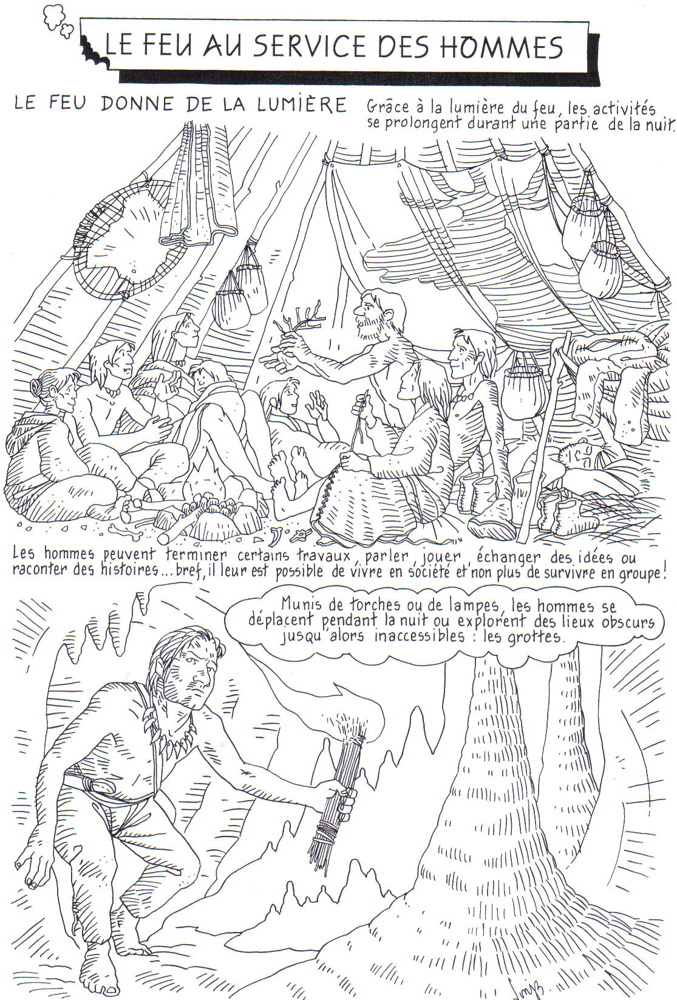 LE FEU AU SERVICE DES HOMMES
LE FEU DONNE DE LA LUMIÈRE
Grâce à la lumière du feu, les activités
se prolongent durant une partie de la nuit.
Les hommes peuvent terminer certains travaux, parler, jouer, échanger des idées ou
raconter des histoires... bref, il leur est possible de vivre en société et non plus de survivre en groupe!
Munis de torches ou de lampes, les hommes se
déplacent pendant la nuit ou explorent des lieux obscurs
jusqu'alors inaccessibles : les grottes.